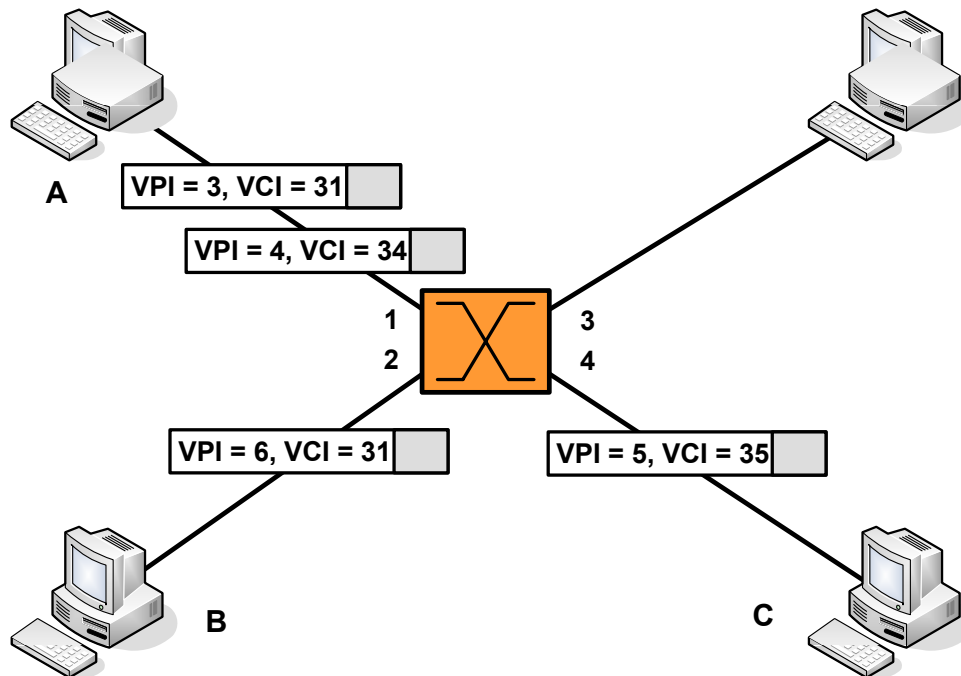 A
VPI = 3, VCI = 31
VPI = 4, VCI = 34
1
3
2
4
VPI = 6, VCI = 31
VPI = 5, VCI = 35
B
C